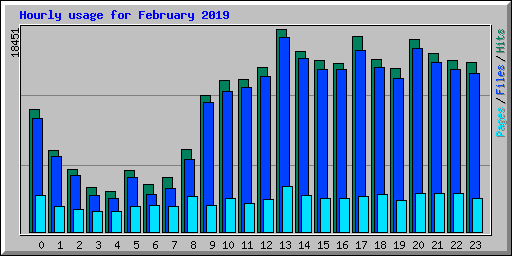 Hourly usage for February 2019
18451
Pages/Files/Hits
0 1 2 3 4 5 6 7 8 9 10 11 12 13 14 15 16 17 18 19 20 21 22 23